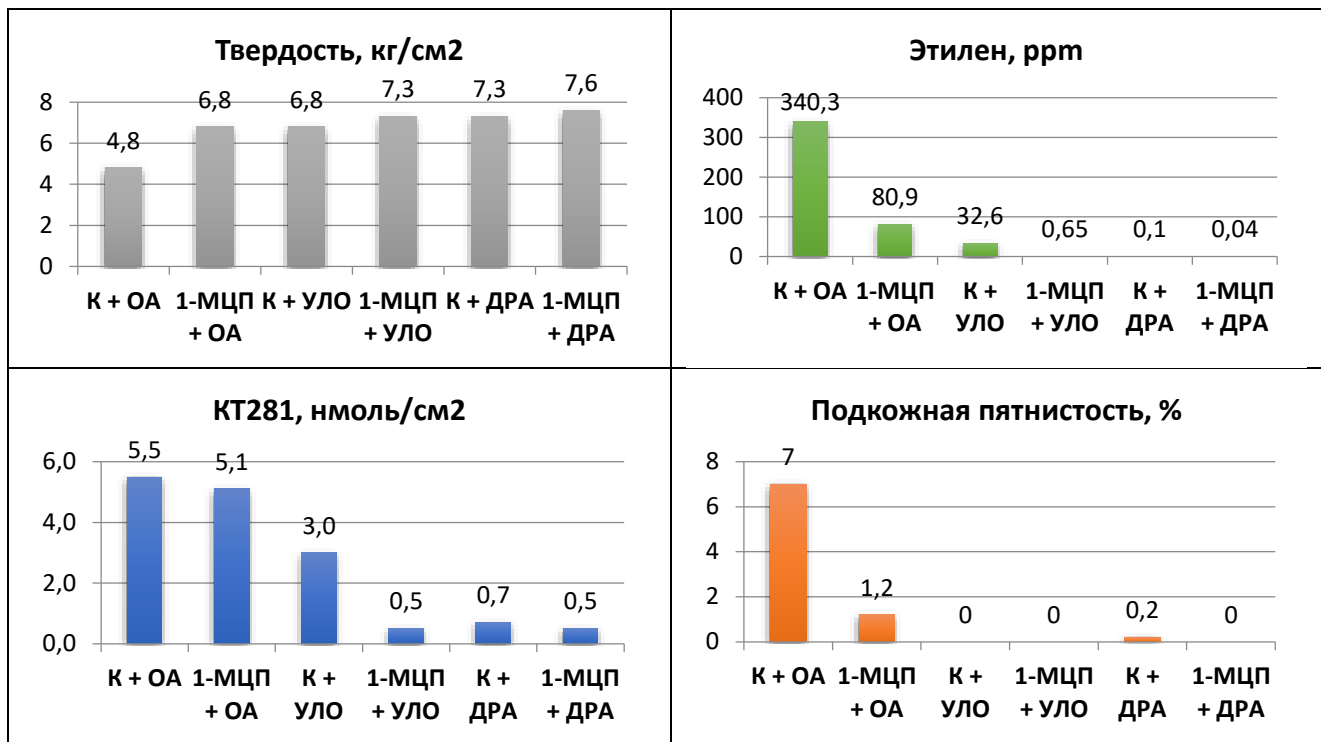 Твердость, кг/см2
4,8
6,8
6,8
7,3
7,3
7,6
8
6
4
2
0
К + ОА
1-МЦП + ОА
К + УЛО
1-МЦП + УЛО
К + ДРА
1-МЦП + ДРА
Этилен, ppm
340,3
80,9
32,6
0,65
0,1
0,04
400
300
200
100
0
К + ОА
1-МЦП + ОА
К + УЛО
1-МЦП + УЛО
К + ДРА
1-МЦП + ДРА
КТ281, нмоль/см2
5,5
5,1
3,0
0,5
0,7
0,5
6,0
4,0
2,0
0,0
К + ОА
1-МЦП + ОА
К + УЛО
1-МЦП + УЛО
К + ДРА
1-МЦП + ДРА
Подкожная пятнистость, %
7
1,2
0
0
0,2
0
8
6
4
2
0
К + ОА
1-МЦП + ОА
К + УЛО
1-МЦП + УЛО
К + ДРА
1-МЦП + ДРА